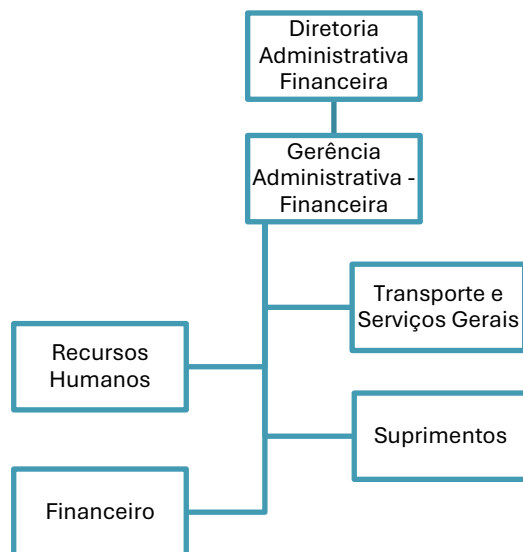 Diretoria
Administrativa
Financeira
Gerência
Administrativa -
Financeira
Transporte e
Serviços Gerais
Recursos
Humanos
Suprimentos
Financeiro